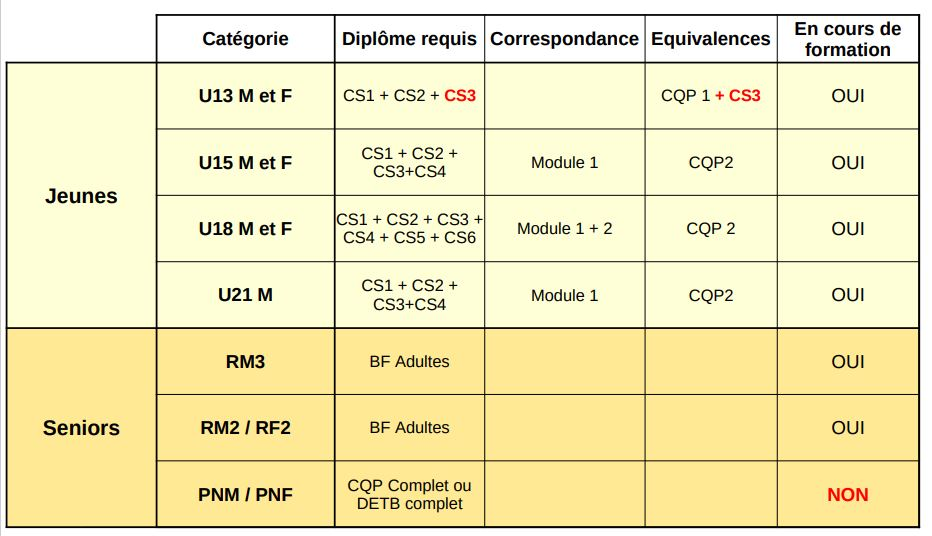 Catégorie
Diplôme requis
Correspondance
Equivalences
En cours de
formation
Jeunes
U13 M et F
CS1 + CS2 + CS3
CQP 1 + CS3
OUI
U15 M et F
CS1 + CS2 +
CS3+CS4
Module 1
CQP2
OUI
U18 M et F
CS1 + CS2 + CS3 +
CS4 + CS5 + CS6
Module 1 + 2
CQP 2
OUI
U21 M
CS1 + CS2 +
CS3+CS4
Module 1
CQP2
OUI
Seniors
RM3
BF Adultes
OUI
RM2 / RF2
BF Adultes
OUI
PNM / PNF
CQP Complet ou
DETB complet
NON